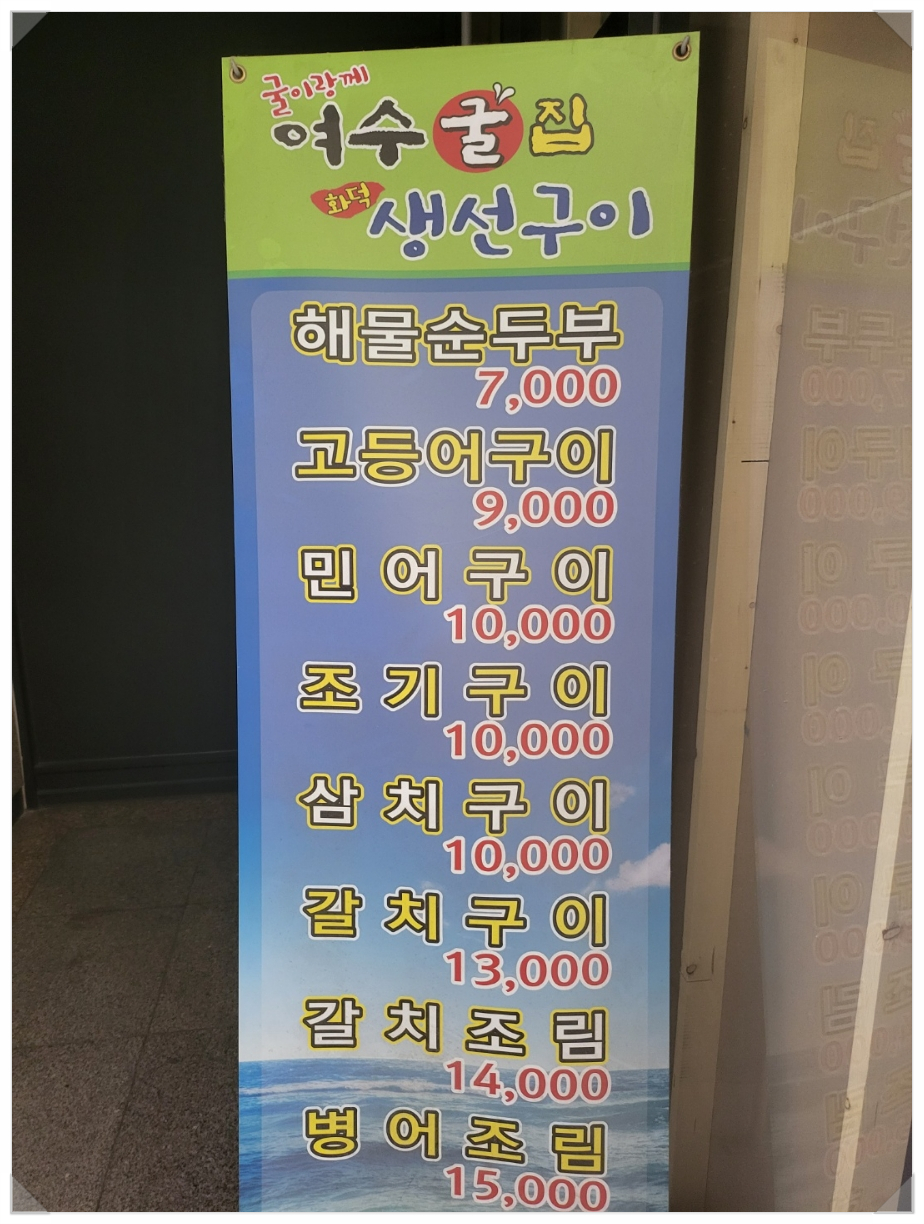 굴이랑께
여수굴집
화덕 생선구이
해물순두부
7,000
고등어구이
9,000
민어구이
10,000
조기구이
10,000
삼치구이
10,000
갈치구이
13,000
갈치조림
14,000
병어조림
15,000